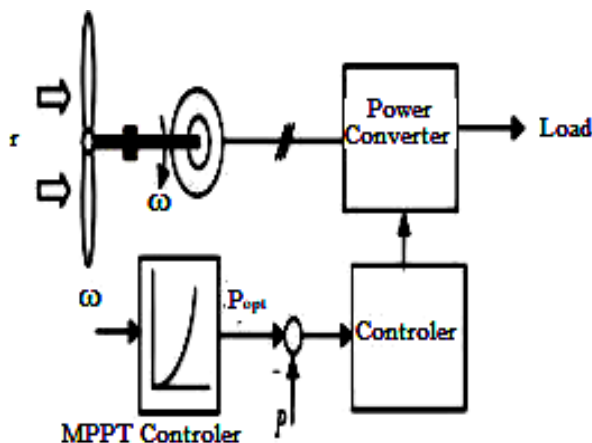 Power
Converter
Load
r
ω
ω
Popt
Controler
-
P
MPPT Controler